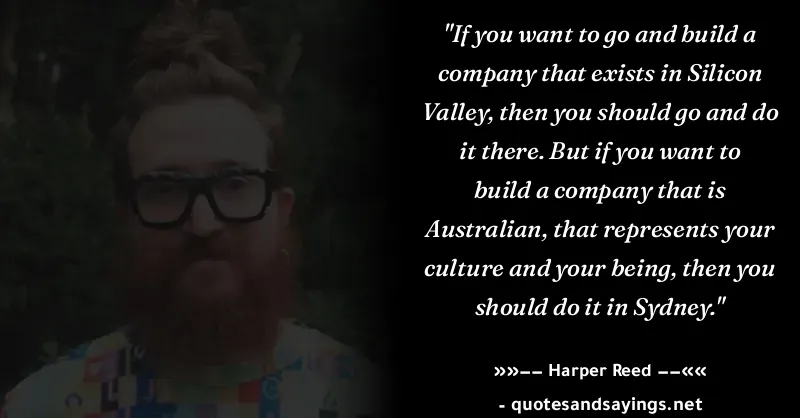 "If you want to go and build a
company that exists in Silicon
Valley, then you should go and do
it there. But if you want to
build a company that is
Australian, that represents your
culture and your being, then you
should do it in Sydney."
»»−− Harper Reed −−««
- quotesandsayings.net